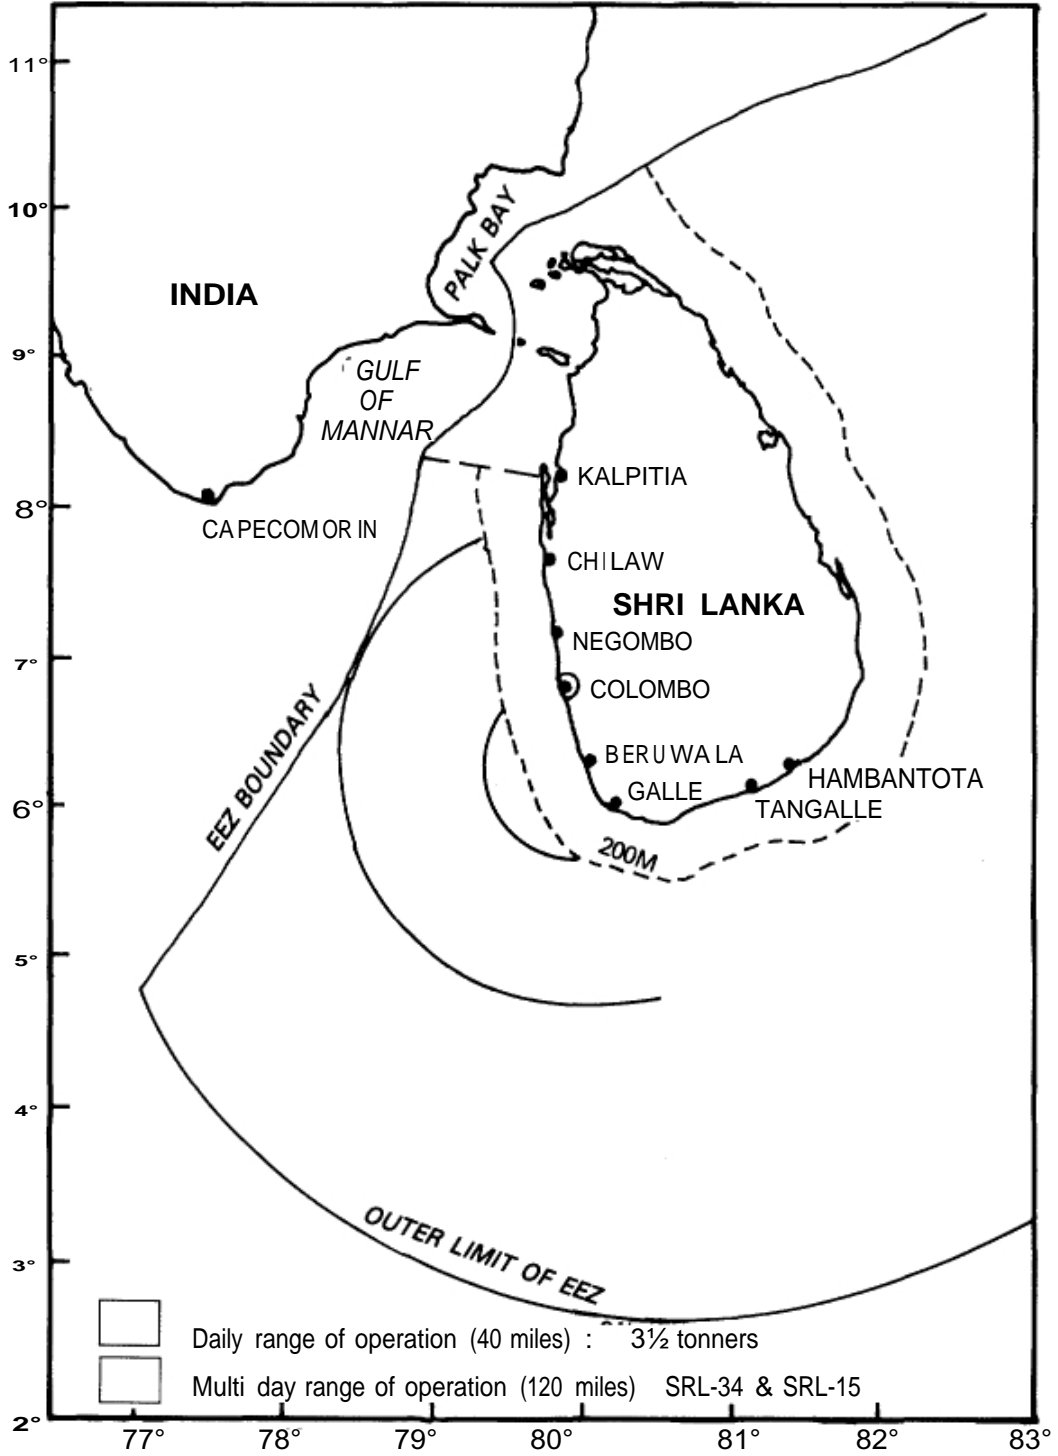 11°
10°
PALK BAY
INDIA
9°
GULF
OF
MANNAR
KALPITIA
8°
CAPECOMORIN
CHILAW
SHRI LANKA
NEGOMBO
7°
COLOMBO
EEZ BOUNDARY
BERUWALA
HAMBANTOTA
GALLE
6°
TANGALLE
200M
5°
4°
OUTER LIMIT OF EEZ
3°
Daily range of operation (40 miles) : 3½ tonners
Multi day range of operation (120 miles) SRL-34 & SRL-15
2°
77° 78° 79° 80° 81° 82° 83°